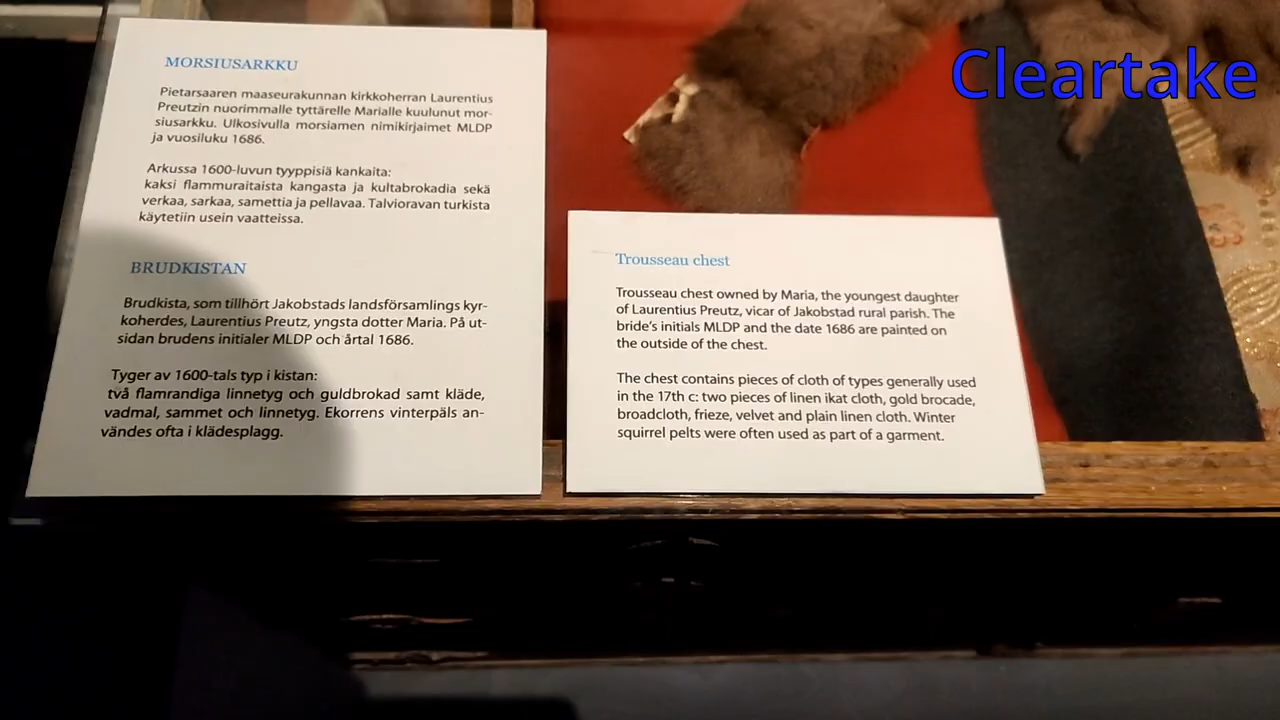 MORSIUSARKKU
Pietarsaaren maaseurakunnan kirkkoherran Laurentius
Preutzin nuorimmalle tyttärelle Marialle kuulunut mor-
siusarkku. Ulkosivulla morsiamen nimikirjaimet MLDP
ja vuosiluku 1686.
Arkussa 1600-luvun tyyppisiä kankaita:
kaksi flammuraitaista kangasta ja kultabrokadia sekä
verkaa, sarkaa, samettia ja pellavaa. Talvioravan turkista
käytetiin usein vaatteissa.
BRUDKISTAN
Brudkista, som tillhört Jakobstads landsförsamlings kyr-
koherdes, Laurentius Preutz, yngsta dotter Maria. På ut-
sidan brudens initialer MLDP och årtal 1686.
Tyger av 1600-tals typ i kistan:
två flamrandiga linnetyg och guldbrokad samt kläde,
vadmal, sammet och linnetyg. Ekorrens vinterpäls an-
vändes ofta i klädesplagg.
Trousseau chest
Trousseau chest owned by Maria, the youngest daughter
of Laurentius Preutz, vicar of Jakobstad rural parish. The
bride's initials MLDP and the date 1686 are painted on
the outside of the chest.
The chest contains pieces of cloth of types generally used
in the 17th c: two pieces of linen ikat cloth, gold brocade,
broadcloth, frieze, velvet and plain linen cloth. Winter
squirrel pelts were often used as part of a garment.
Cleartake